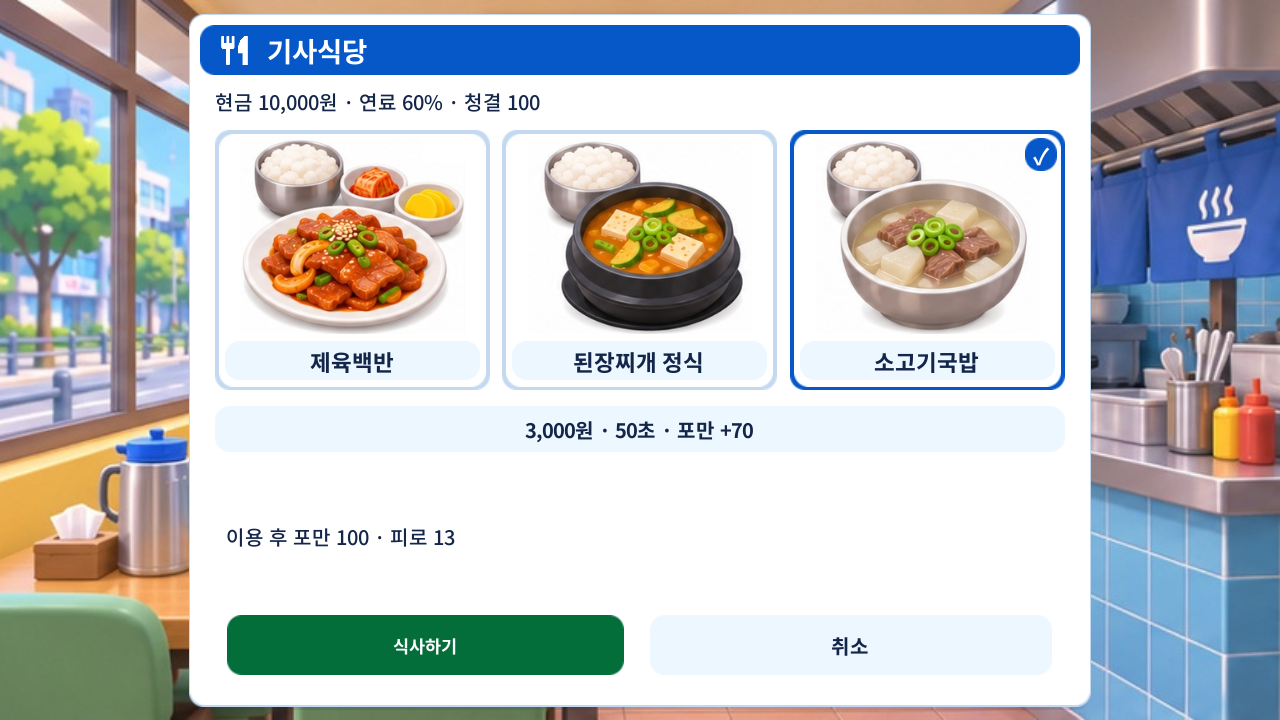 기사식당
현금 10,000원 · 연료 60% · 청결 100
제육백반
된장찌개 정식
소고기국밥
3,000원 · 50초 · 포만 +70
이용 후 포만 100 · 피로 13
식사하기
취소